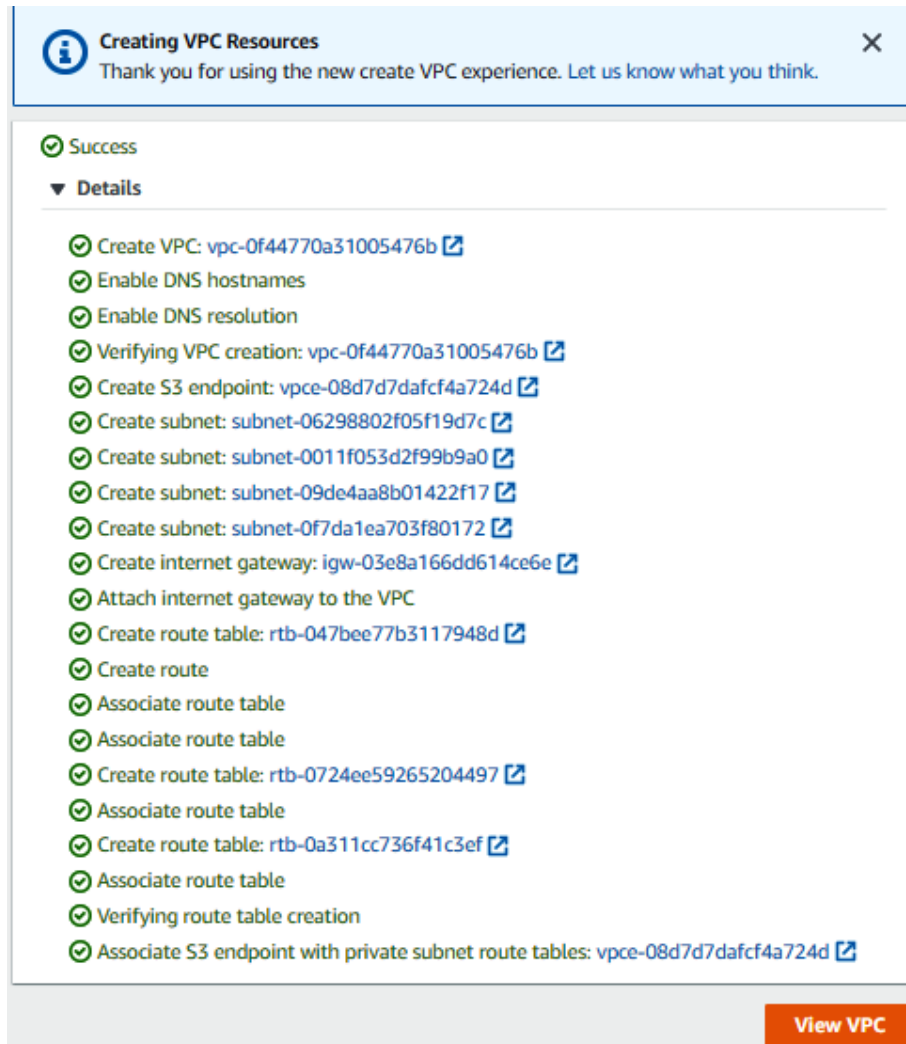 Creating VPC Resources
Thank you for using the new create VPC experience. Let us know what you think.
Success
Details
Create VPC: vpc-0f44770a31005476b
Enable DNS hostnames
Enable DNS resolution
Verifying VPC creation: vpc-0f44770a31005476b
Create S3 endpoint: vpce-08d7d7dafcf4a724d
Create subnet: subnet-06298802f05f19d7c
Create subnet: subnet-0011f053d2f99b9a0
Create subnet: subnet-09de4aa8b01422f17
Create subnet: subnet-0f7da1ea703f80172
Create internet gateway: igw-03e8a166dd614ce6e
Attach internet gateway to the VPC
Create route table: rtb-047bee77b3117948d
Create route
Associate route table
Associate route table
Create route table: rtb-0724ee59265204497
Associate route table
Create route table: rtb-0a311cc736f41c3ef
Associate route table
Verifying route table creation
Associate S3 endpoint with private subnet route tables: vpce-08d7d7dafcf4a724d
View VPC